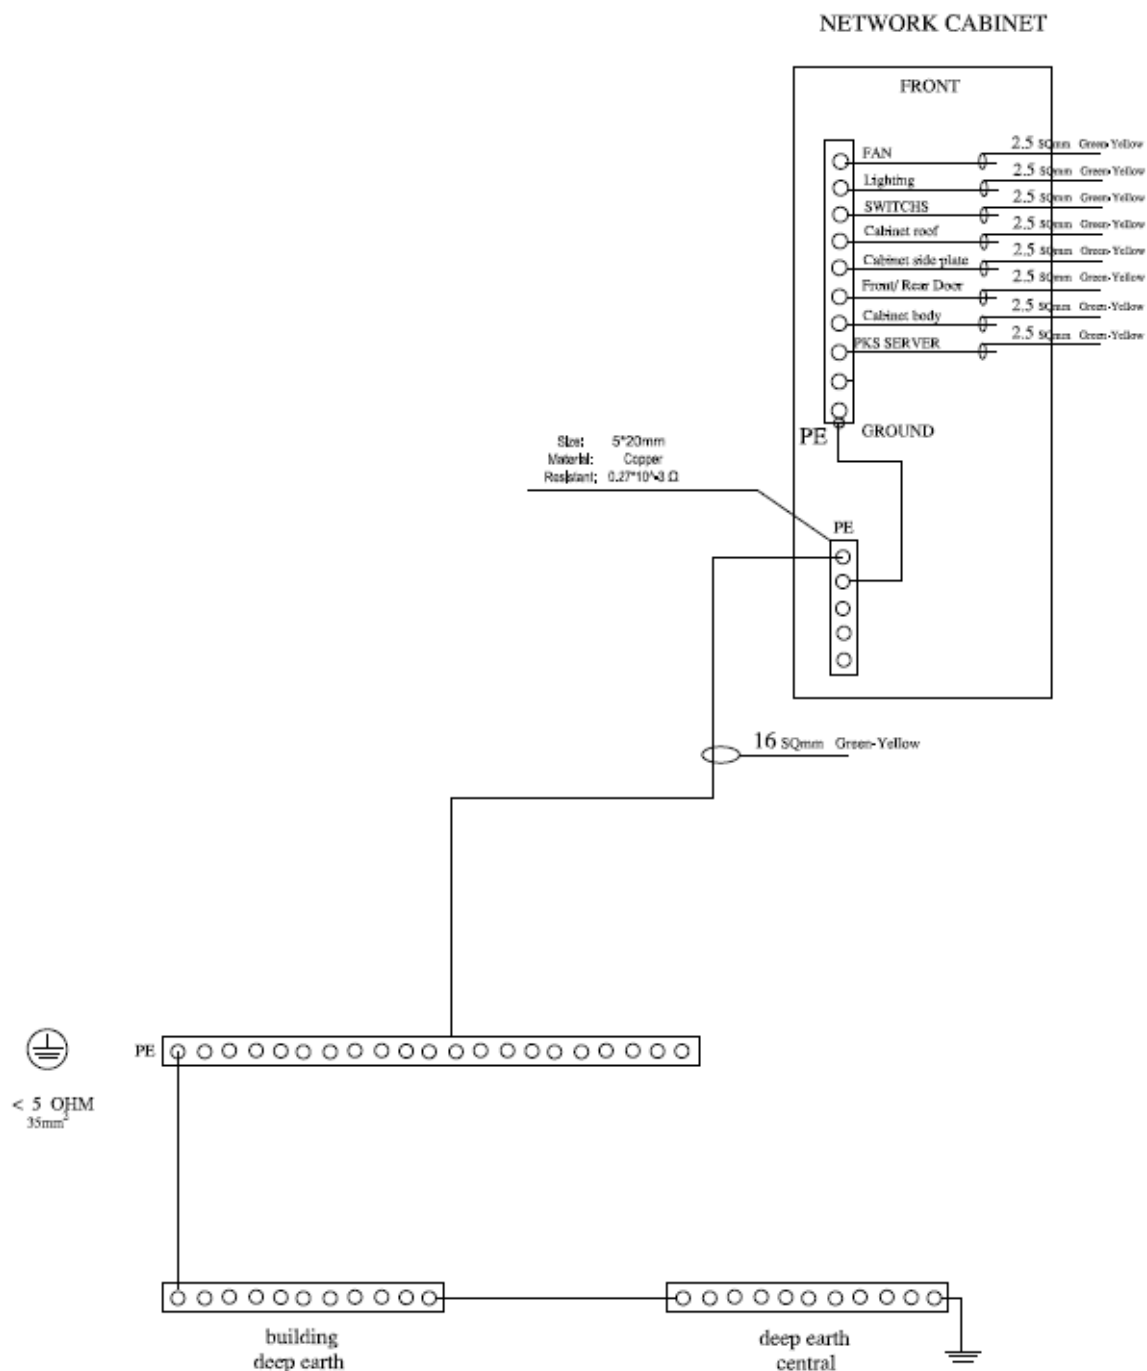 NETWORK CABINET
FRONT
FAN
2.5 SQmm Green-Yellow
Lighting
2.5 SQmm Green-Yellow
SWITCHS
2.5 SQmm Green-Yellow
Cabinet roof
2.5 SQmm Green-Yellow
Cabinet side plate
2.5 SQmm Green-Yellow
Front/ Rear Door
2.5 SQmm Green-Yellow
Cabinet body
2.5 SQmm Green-Yellow
PKS SERVER
2.5 SQmm Green-Yellow
PE
GROUND
Size: 5*20mm
Material: Copper
Resistant: 0.27*10^-3 Ω
PE
16 SQmm Green-Yellow
PE
< 5 OHM
35mm²
building
deep earth
deep earth
central